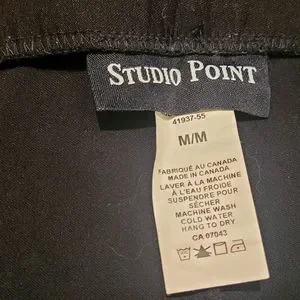 STUDIO POINT
41937-55
M/M
FABRIQUÉ AU CANADA
MADE IN CANADA
LAVER À LA MACHINE
À L'EAU FROIDE
SUSPENDRE POUR
SÉCHER
MACHINE WASH
COLD WATER
HANG TO DRY
CA 07043